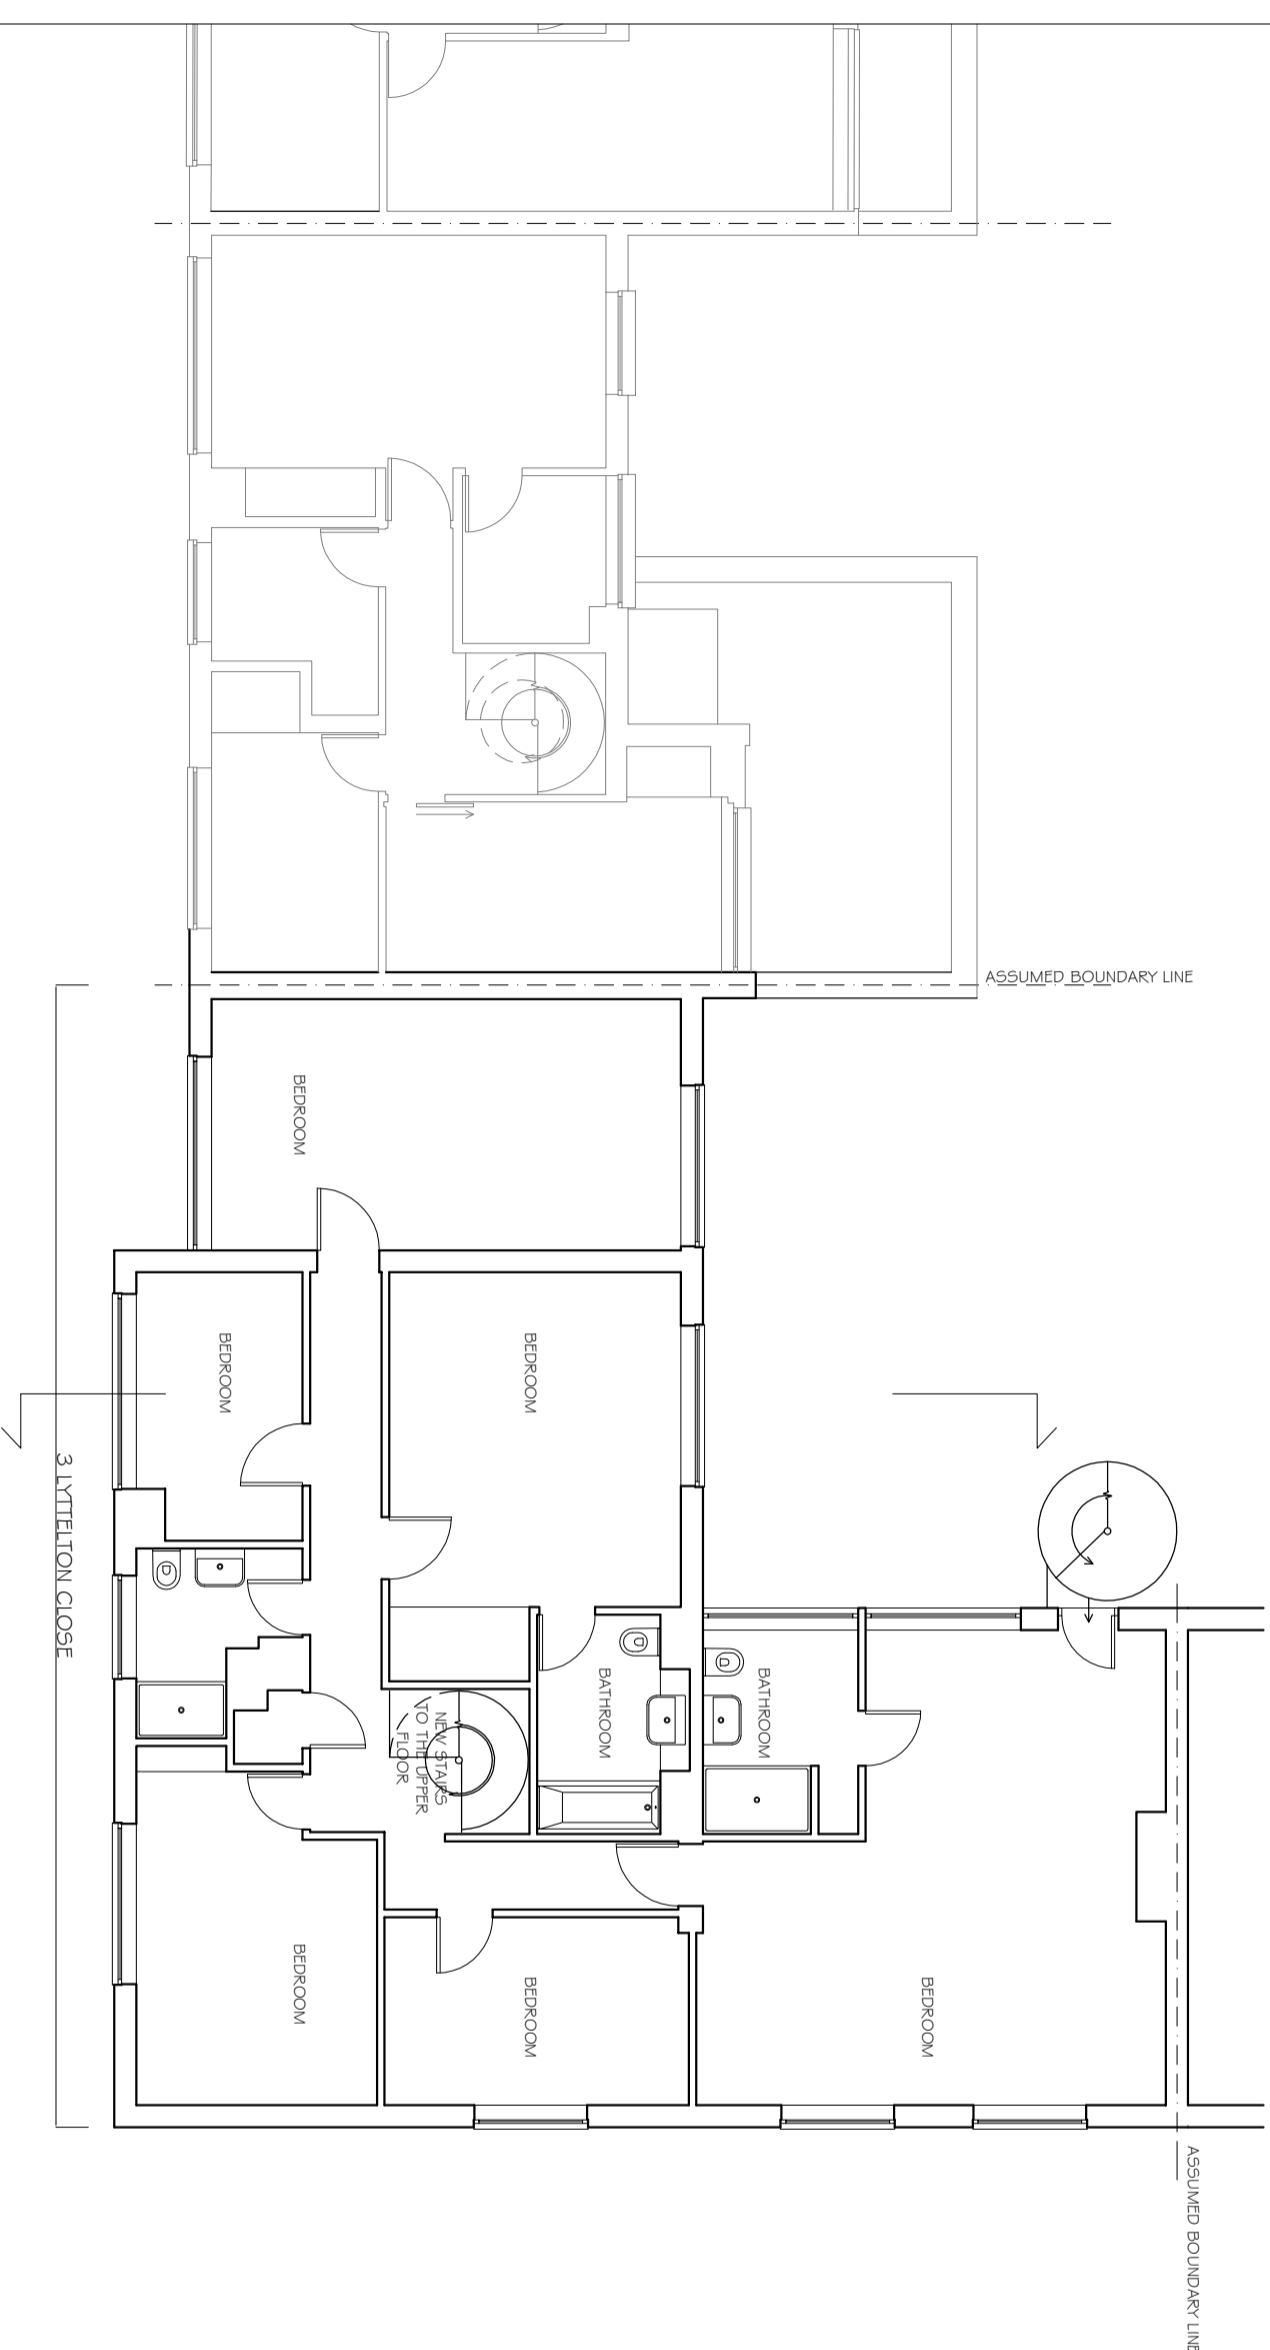 ASSUMED BOUNDARY LINE
BEDROOM
BEDROOM
BEDROOM
3 LYTTELTON CLOSE
BATHROOM
BATHROOM
NEW STAIRS
TO THE UPPER
FLOOR
BEDROOM
BEDROOM
BEDROOM
ASSUMED BOUNDARY LINE